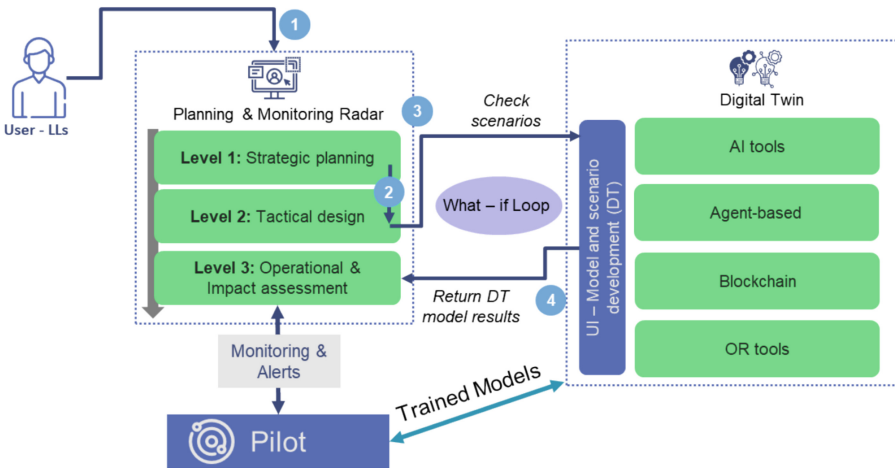 1
User - LLs
Planning & Monitoring Radar
Level 1: Strategic planning
2
Level 2: Tactical design
Level 3: Operational &
Impact assessment
3
Check
scenarios
What – if Loop
Return DT
model results
4
UI – Model and scenario
development (DT)
Digital Twin
AI tools
Agent-based
Blockchain
OR tools
Monitoring &
Alerts
Pilot
Trained Models